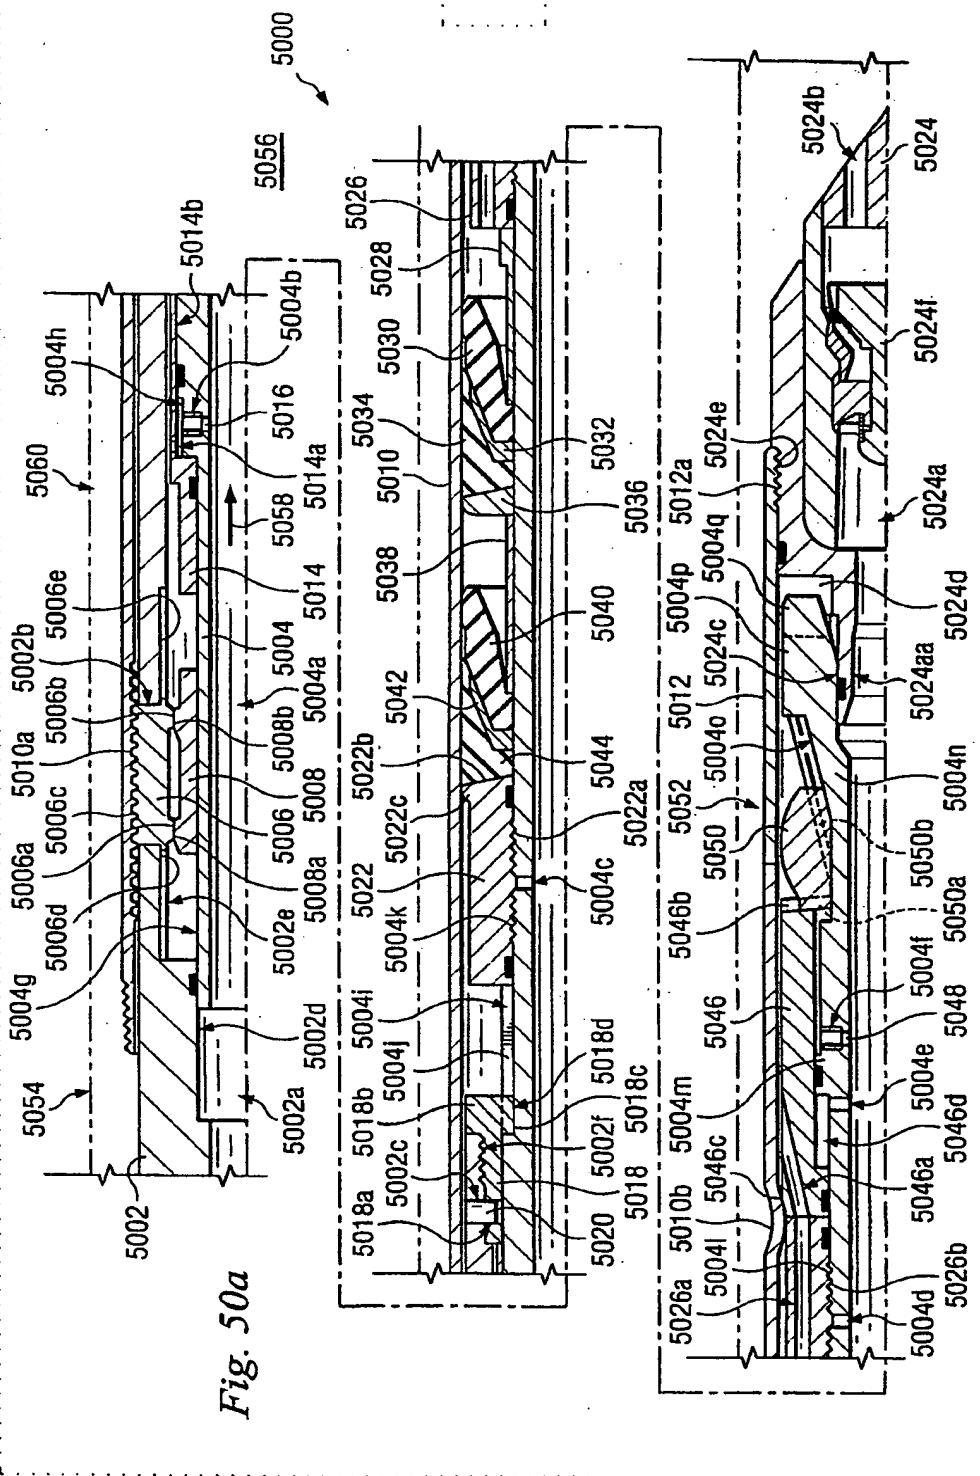 5000
5056
5060
5054
5014b
5004h
5004b
5016
5014a
5058
5014
5004
5004a
5006e
5002b
5006b
5010a
5006c
5006a
5006d
5004g
5008b
5008
5006
5008a
5002e
5002d
5002a
5002
Fig. 50a
5026
5028
5030
5034
5010
5032
5036
5038
5040
5042
5044
5022b
5022c
5022
5022a
5004k
5004c
5004i
5004j
5018b
5018d
5018c
5002f
5002c
5018
5018a
5020
5024b
5024
5024f
5024e
5012a
5024a
5004q
5004p
5024c
5024d
5024aa
5012
5004o
5004n
5052
5050
5050b
5050a
5046b
5046
5004f
5048
5004e
5004m
5046d
5046c
5046a
5010b
5004l
5026a
5026b
5004d